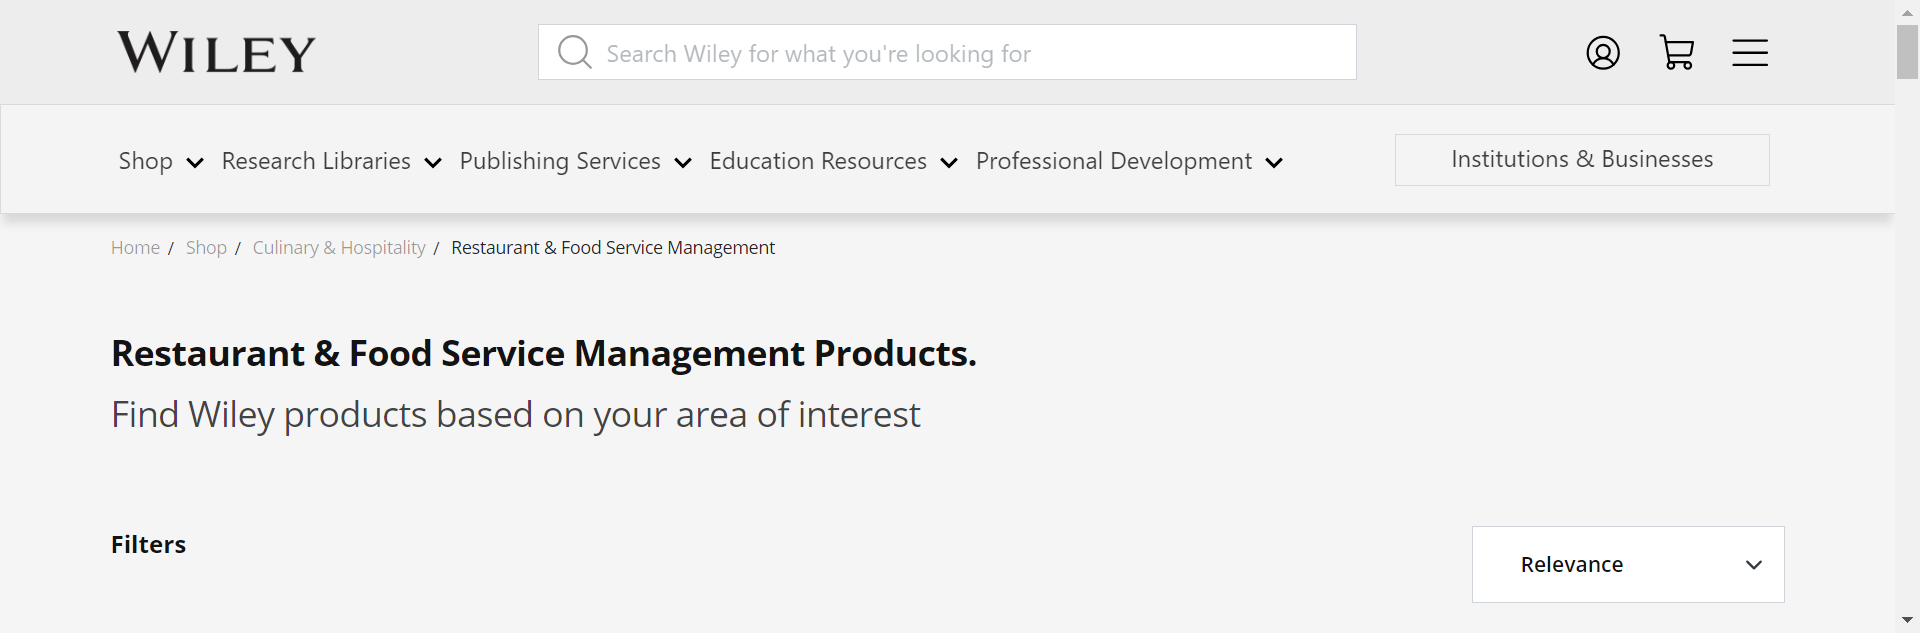 WILEY
Search Wiley for what you're looking for
Shop Research Libraries Publishing Services Education Resources Professional Development Institutions & Businesses
Home / Shop / Culinary & Hospitality / Restaurant & Food Service Management
Restaurant & Food Service Management Products.
Find Wiley products based on your area of interest
Filters
Relevance